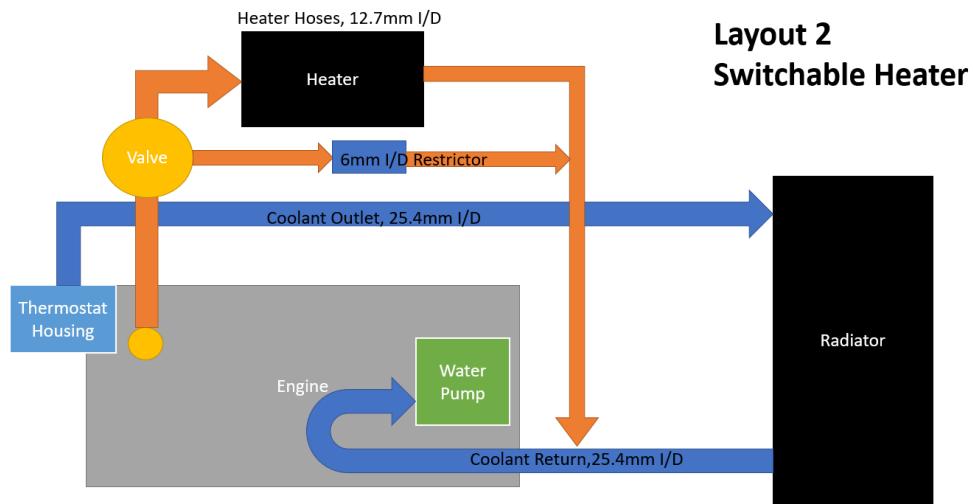 Heater Hoses, 12.7mm I/D
Layout 2
Switchable Heater
Heater
Valve
6mm I/D Restrictor
Coolant Outlet, 25.4mm I/D
Thermostat
Housing
Radiator
Water
Pump
Engine
Coolant Return,25.4mm I/D